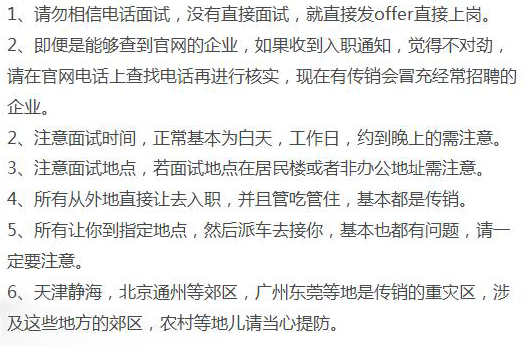 1、请勿相信电话面试，没有直接面试，就直接发offer直接上岗。
2、即便是能够查到官网的企业，如果收到入职通知，觉得不对劲，
请在官网电话上查找电话再进行核实，现在有传销会冒充经常招聘的
企业。
2、注意面试时间，正常基本为白天，工作日，约到晚上的需注意。
3、注意面试地点，若面试地点在居民楼或者非办公地址需注意。
4、所有从外地直接让去入职，并且管吃管住，基本都是传销。
5、所有让你到指定地点，然后派车去接你，基本也都有问题，请一
定要注意。
6、天津静海，北京通州等郊区，广州东莞等地是传销的重灾区，涉
及这些地方的郊区，农村等地儿请当心提防。